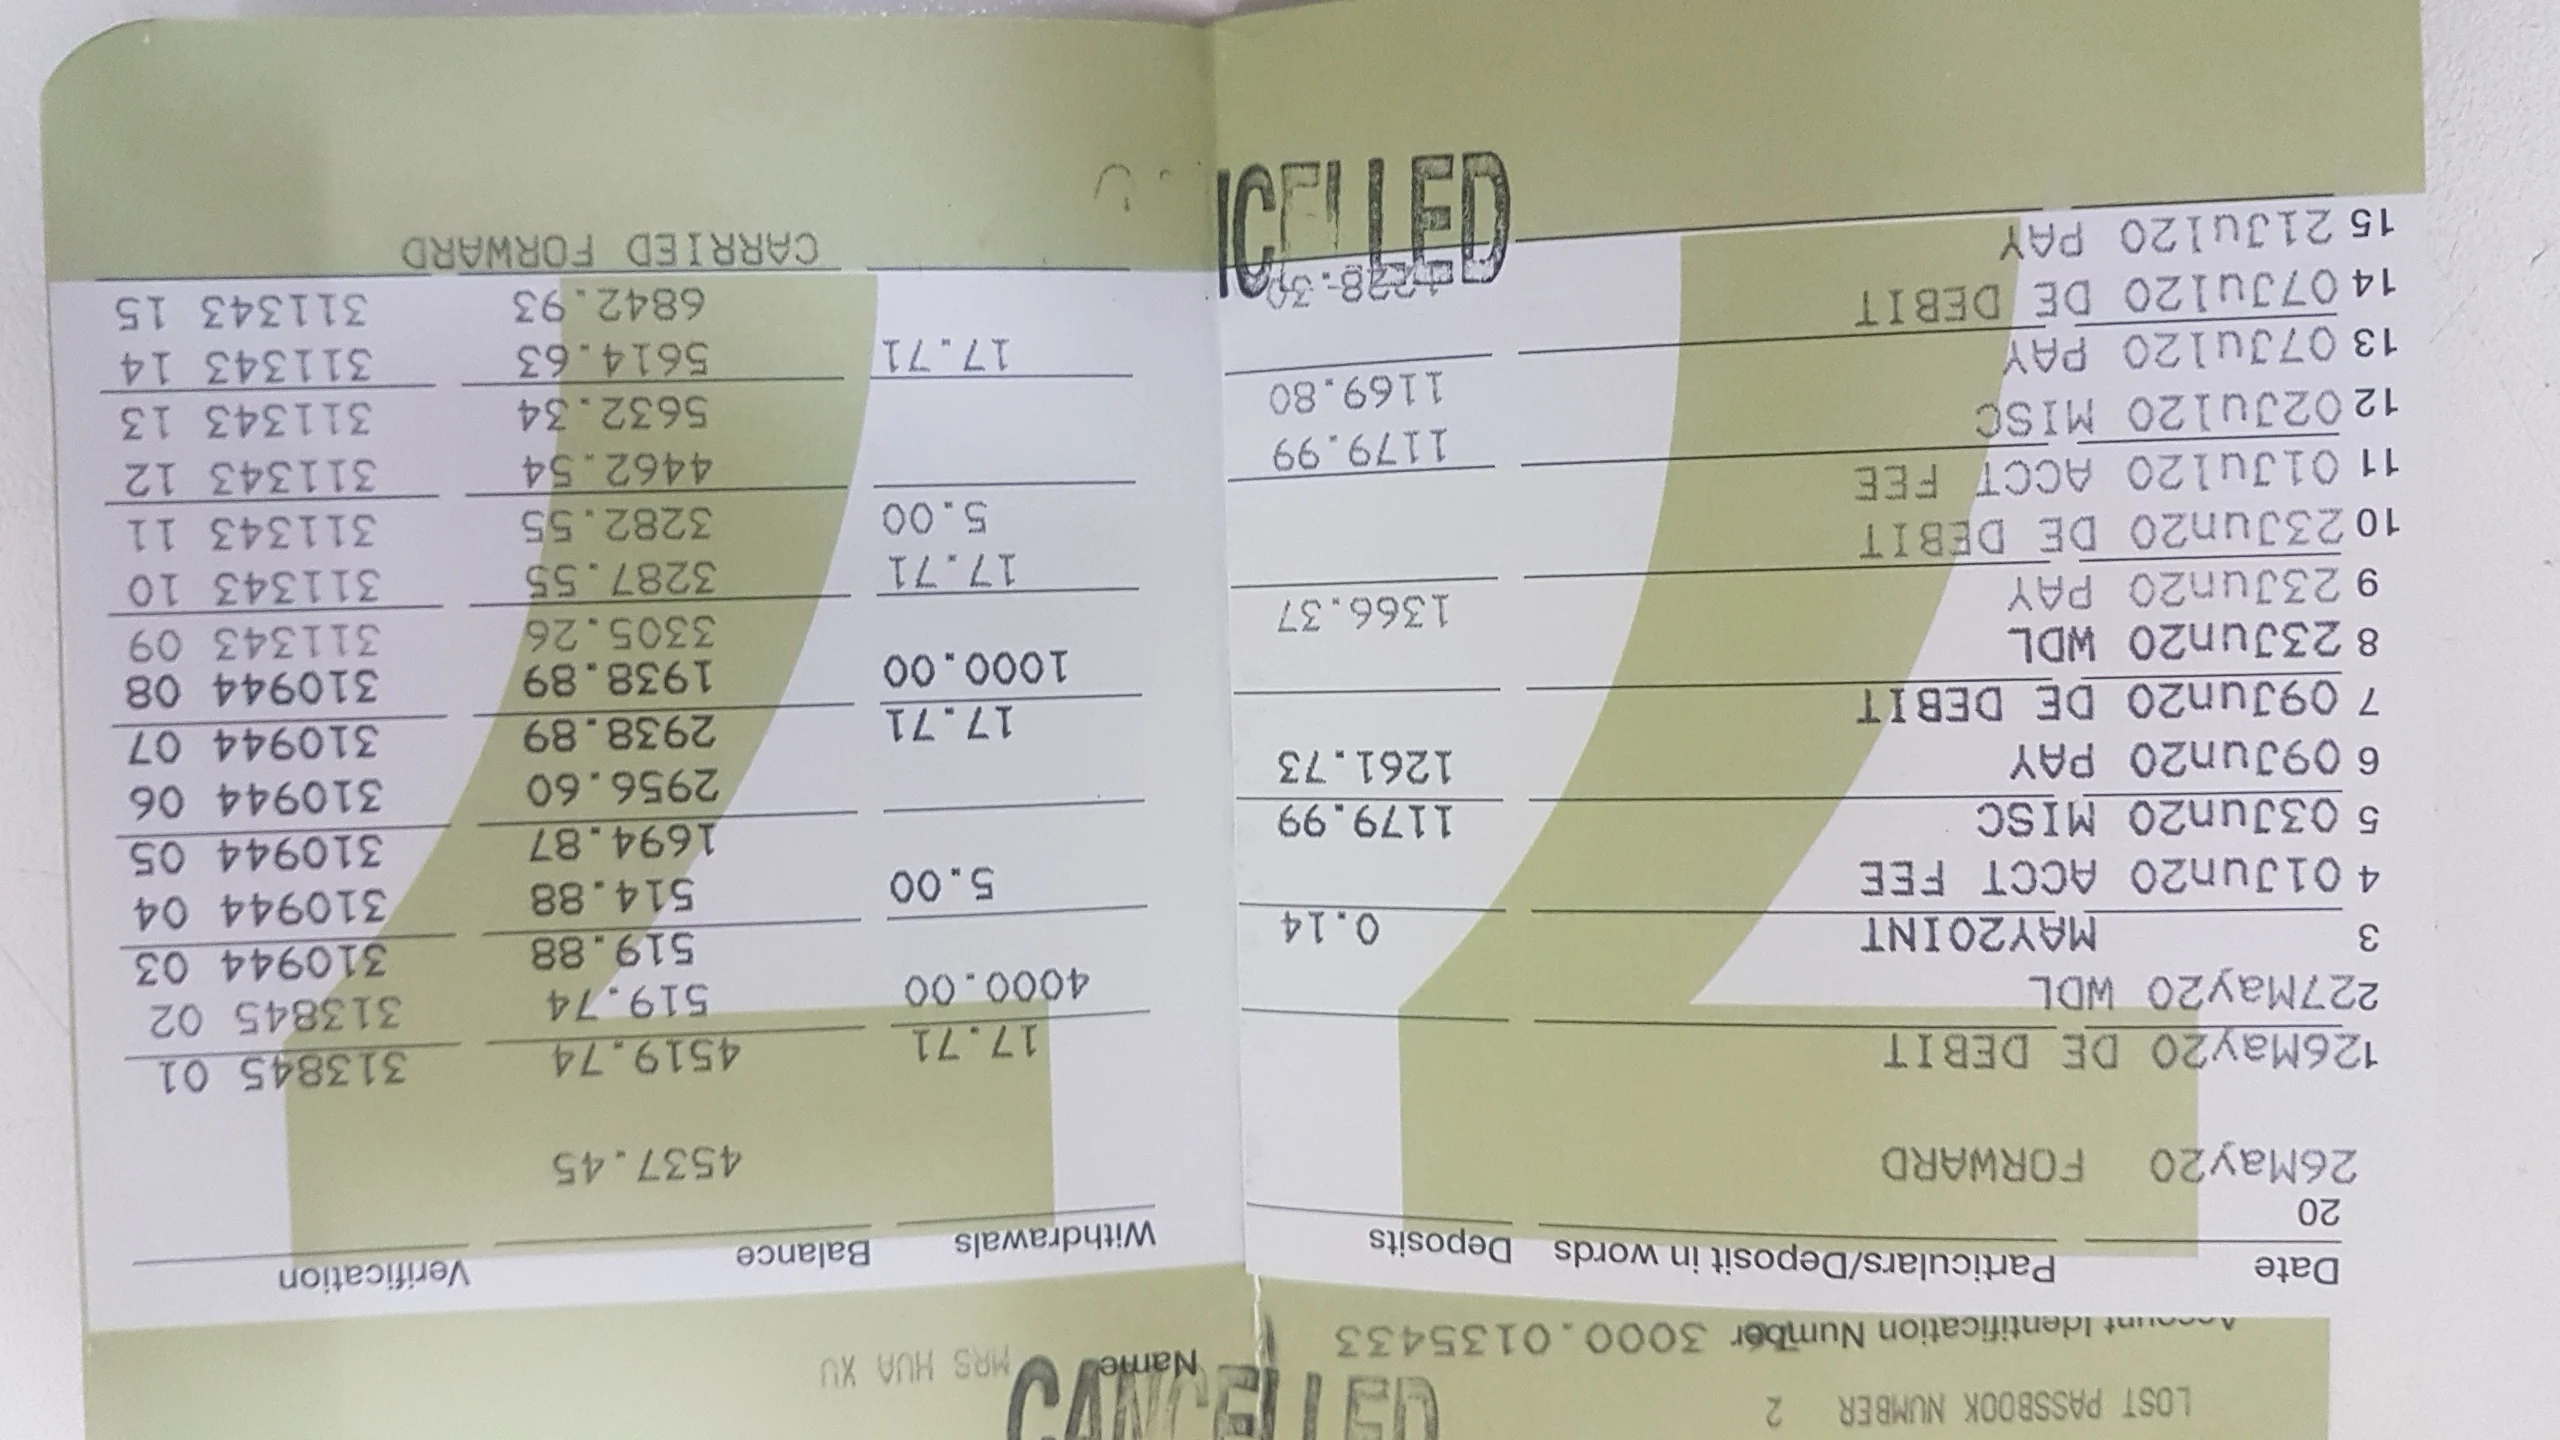 LOST PASSBOOK NUMBER 2
CANCELLED
Account Identification Number 3000.0135433 Name MRS HUA XU
Date Particulars/Deposit in words Deposits Withdrawals Balance Verification
20
26May20 FORWARD 4537.45
1 26May20 DE DEBIT 17.71 4519.74 313845 01
2 27May20 WDL 4000.00 519.74 313845 02
3 MAY20INT 0.14 519.88 310944 03
4 01Jun20 ACCT FEE 5.00 514.88 310944 04
5 03Jun20 MISC 1179.99 1694.87 310944 05
6 09Jun20 PAY 1261.73 2956.60 310944 06
7 09Jun20 DE DEBIT 17.71 2938.89 310944 07
8 23Jun20 WDL 1000.00 1938.89 310944 08
9 23Jun20 PAY 1366.37 3305.26 311343 09
10 23Jun20 DE DEBIT 17.71 3287.55 311343 10
11 01Jul20 ACCT FEE 5.00 3282.55 311343 11
12 02Jul20 MISC 1179.99 4462.54 311343 12
13 07Jul20 PAY 1169.80 5632.34 311343 13
14 07Jul20 DE DEBIT 17.71 5614.63 311343 14
15 21Jul20 PAY 1228.30 6842.93 311343 15
CARRIED FORWARD